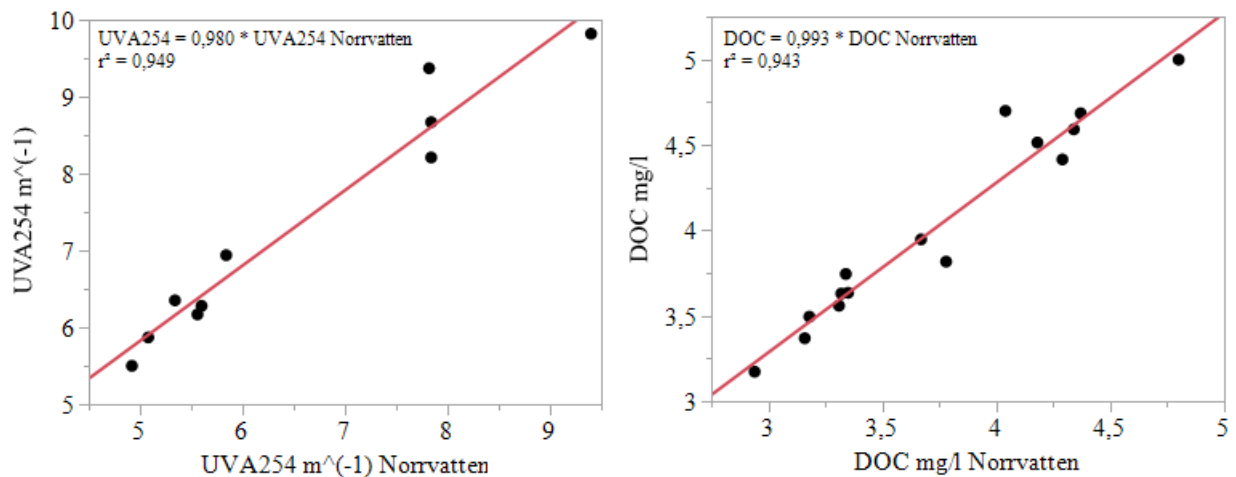 UVA254 = 0,980 * UVA254 Norrvatten
r² = 0,949
UVA254 m^(-1)
10
9
8
7
6
5
5
6
7
8
9
UVA254 m^(-1) Norrvatten
DOC = 0,993 * DOC Norrvatten
r² = 0,943
DOC mg/l
5
4,5
4
3,5
3
3
3,5
4
4,5
5
DOC mg/l Norrvatten